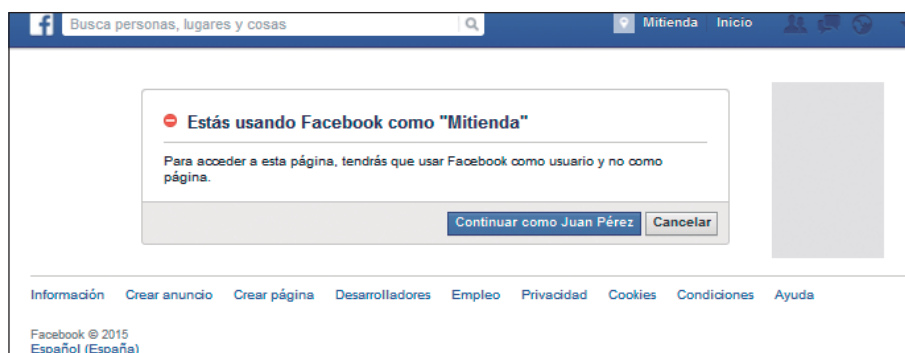 f Busca personas, lugares y cosas Mitienda Inicio
Estás usando Facebook como "Mitienda"
Para acceder a esta página, tendrás que usar Facebook como usuario y no como
página.
Continuar como Juan Pérez Cancelar
Información Crear anuncio Crear página Desarrolladores Empleo Privacidad Cookies Condiciones Ayuda
Facebook © 2015
Español (España)